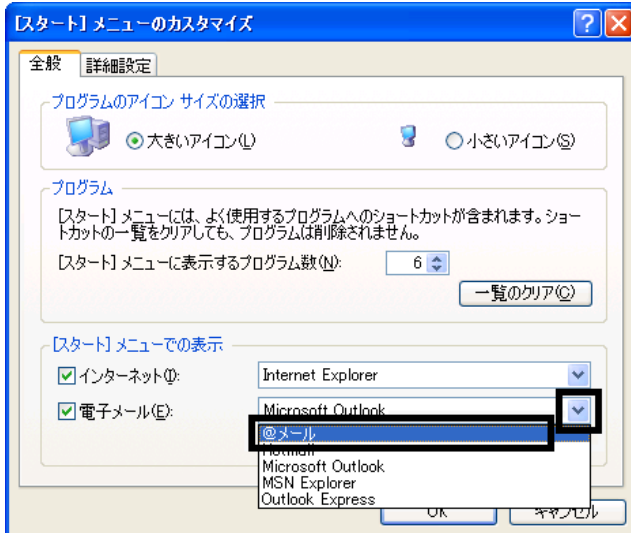 [スタート] メニューのカスタマイズ
全般
詳細設定
プログラムのアイコン サイズの選択
大きいアイコン(L)
小さいアイコン(S)
プログラム
[スタート] メニューには、よく使用するプログラムへのショートカットが含まれます。ショー
トカットの一覧をクリアしても、プログラムは削除されません。
[スタート] メニューに表示するプログラム数(N):
6
一覧のクリア(C)
[スタート] メニューでの表示
インターネット(I):
Internet Explorer
電子メール(E):
Microsoft Outlook
@メール
Hotmail
Microsoft Outlook
MSN Explorer
Outlook Express
OK
キャンセル